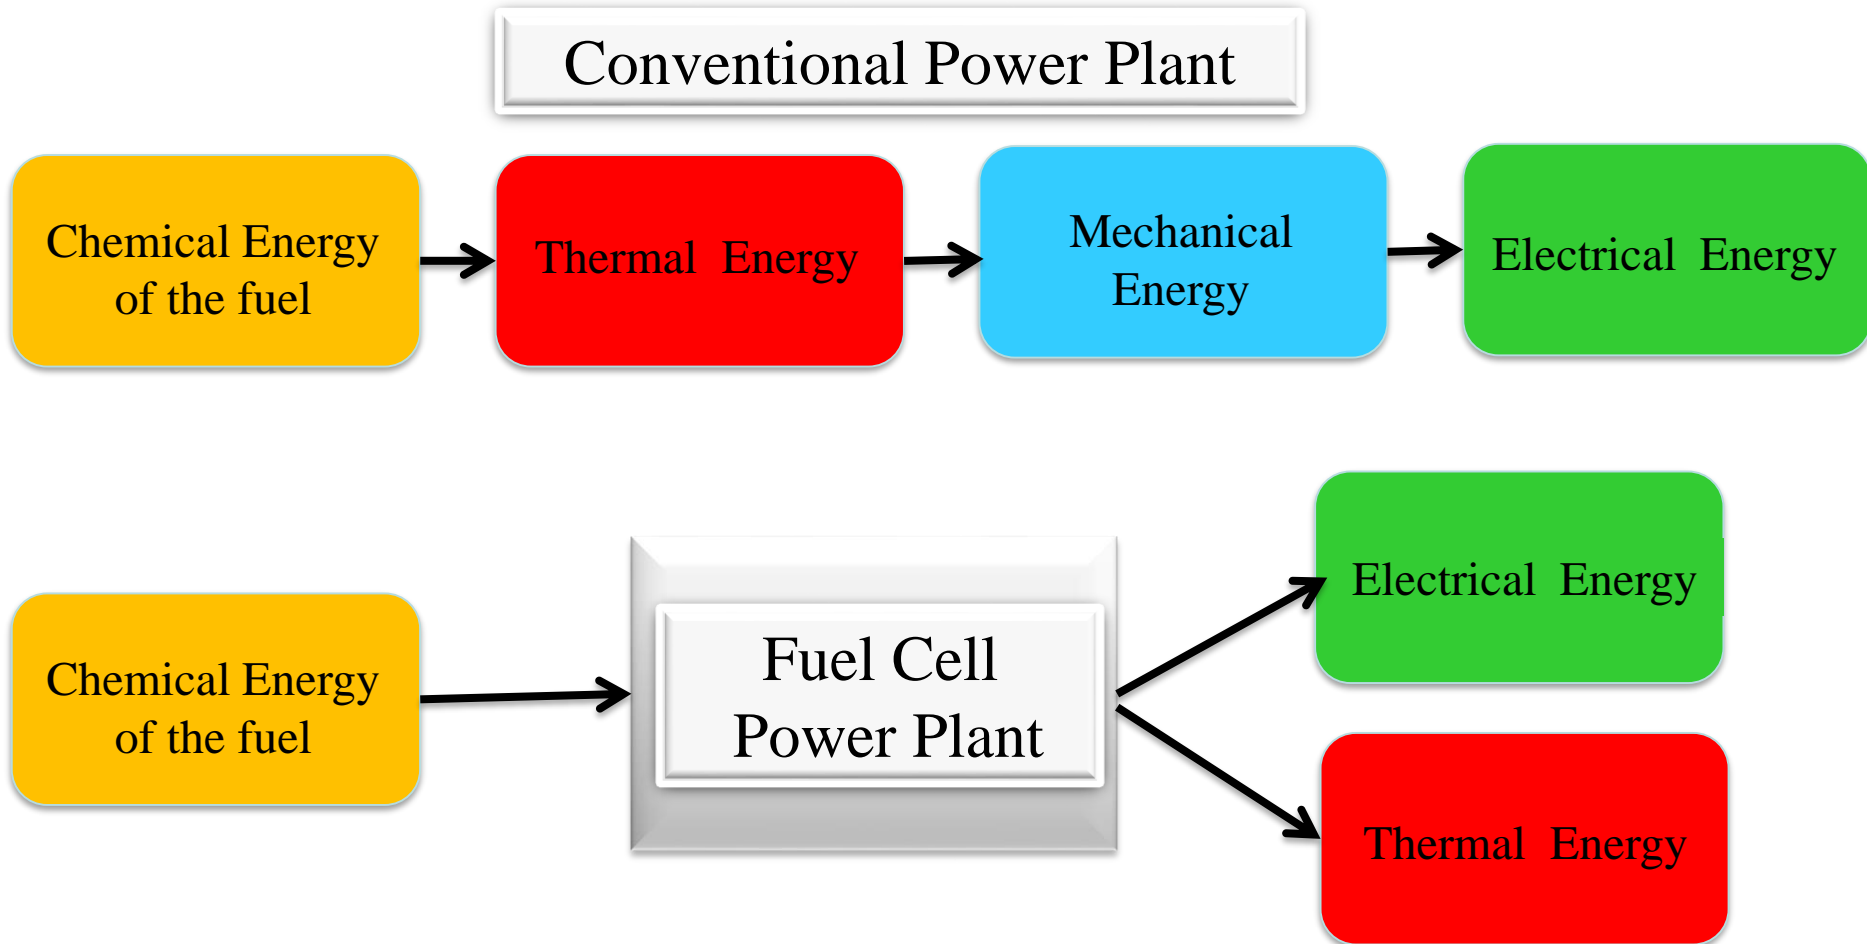 Conventional Power Plant
Chemical Energy
of the fuel
Thermal  Energy
Mechanical
Energy
Electrical  Energy
Chemical Energy
of the fuel
Fuel Cell
Power Plant
Electrical  Energy
Thermal  Energy